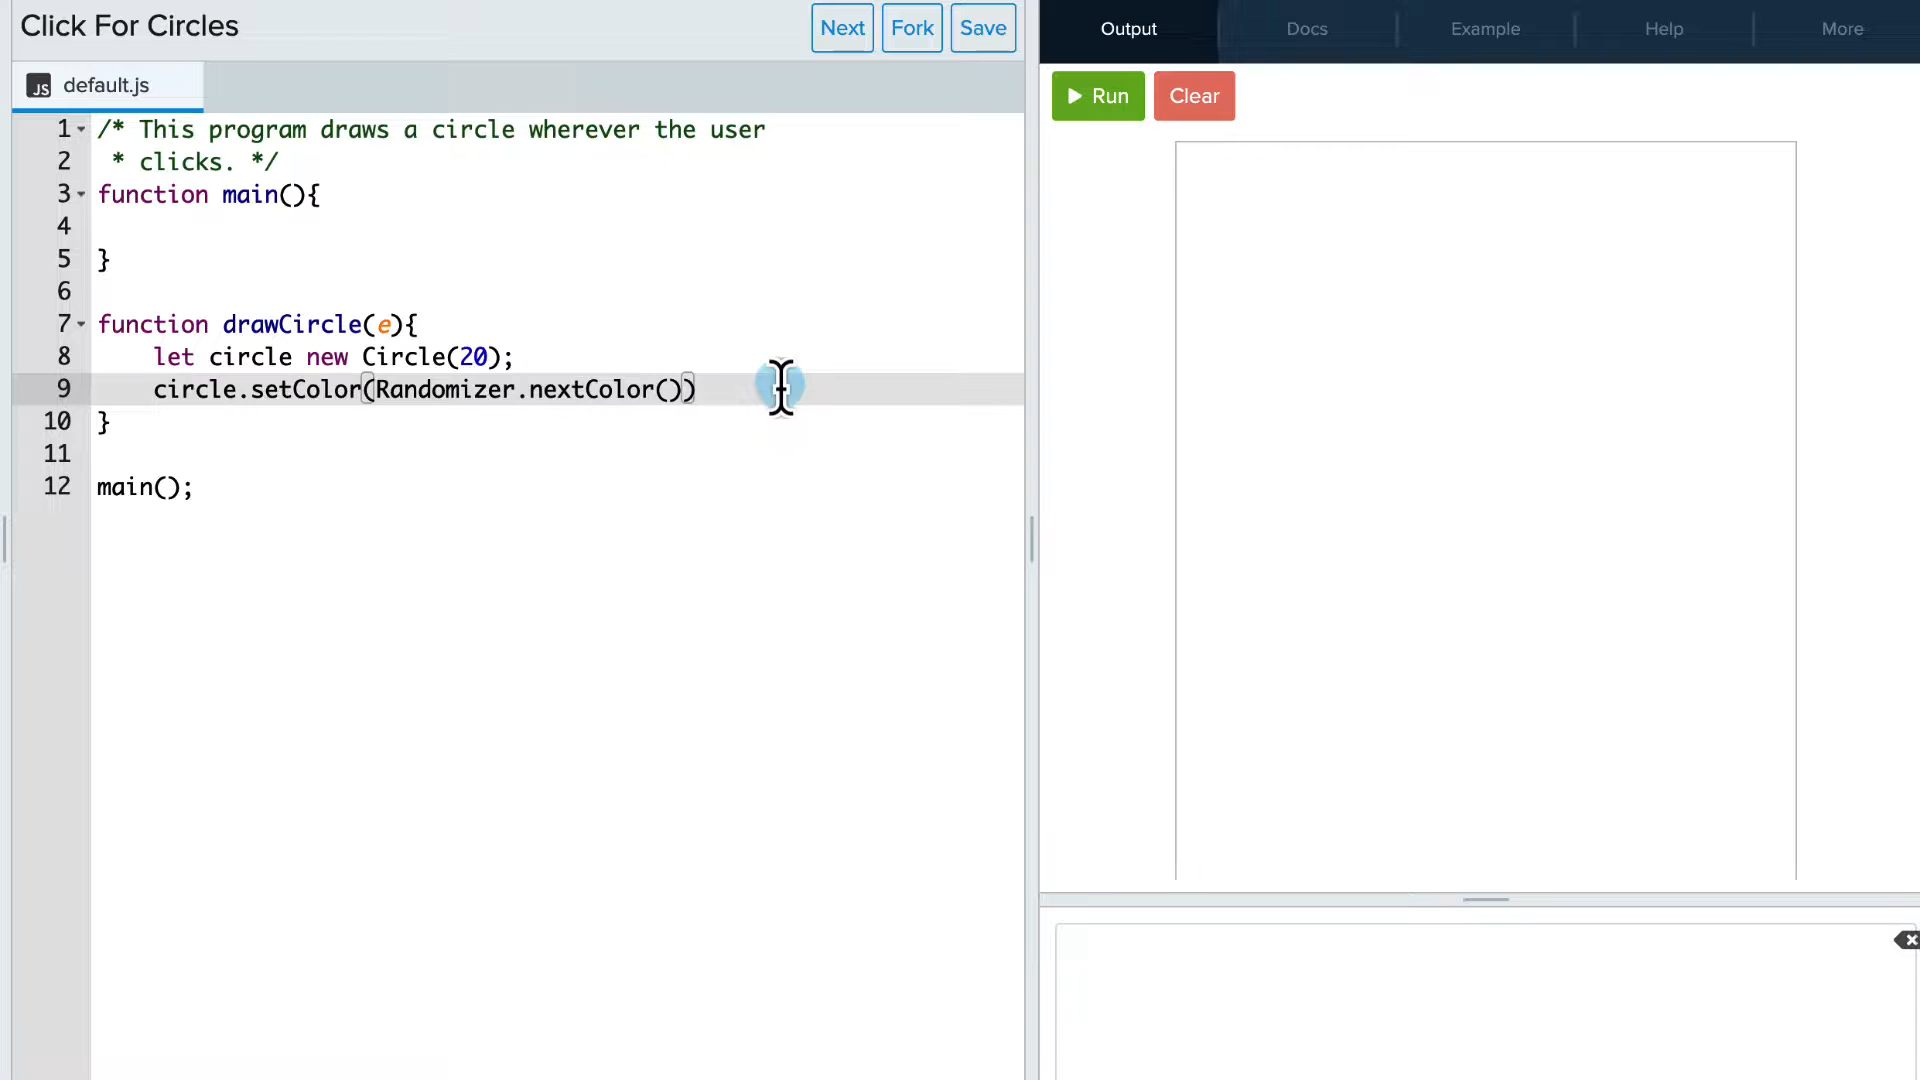 Click For Circles
Next Fork Save
JS default.js
1 /* This program draws a circle wherever the user
2  * clicks. */
3 function main(){
4
5 }
6
7 function drawCircle(e){
8     let circle new Circle(20);
9     circle.setColor(Randomizer.nextColor())
10 }
11
12 main();
Output Docs Example Help More
Run Clear